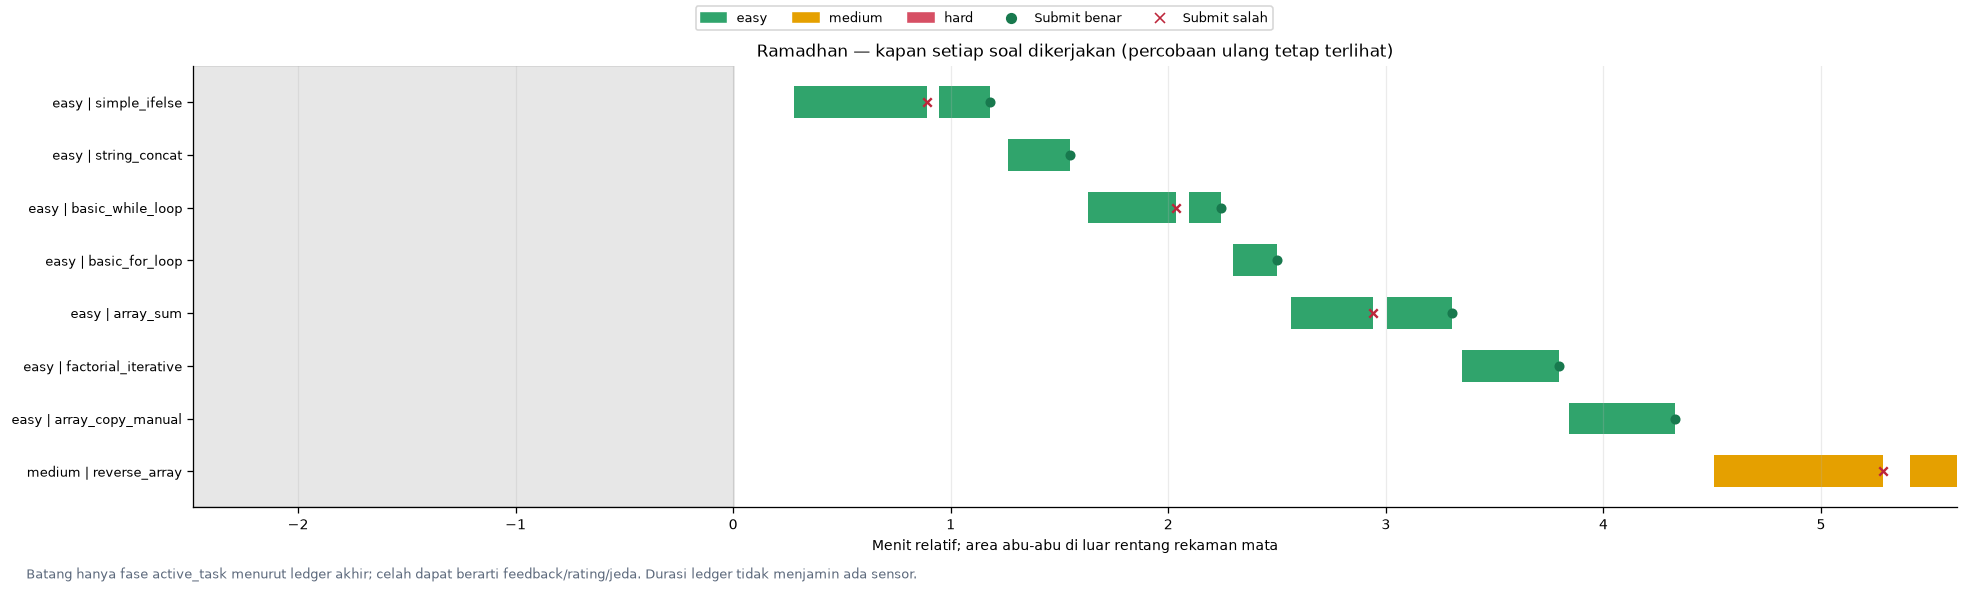 easy medium hard Submit benar Submit salah
Ramadhan — kapan setiap soal dikerjakan (percobaan ulang tetap terlihat)
easy | simple_ifelse
easy | string_concat
easy | basic_while_loop
easy | basic_for_loop
easy | array_sum
easy | factorial_iterative
easy | array_copy_manual
medium | reverse_array
−2 −1 0 1 2 3 4 5
Menit relatif; area abu-abu di luar rentang rekaman mata
Batang hanya fase active_task menurut ledger akhir; celah dapat berarti feedback/rating/jeda. Durasi ledger tidak menjamin ada sensor.